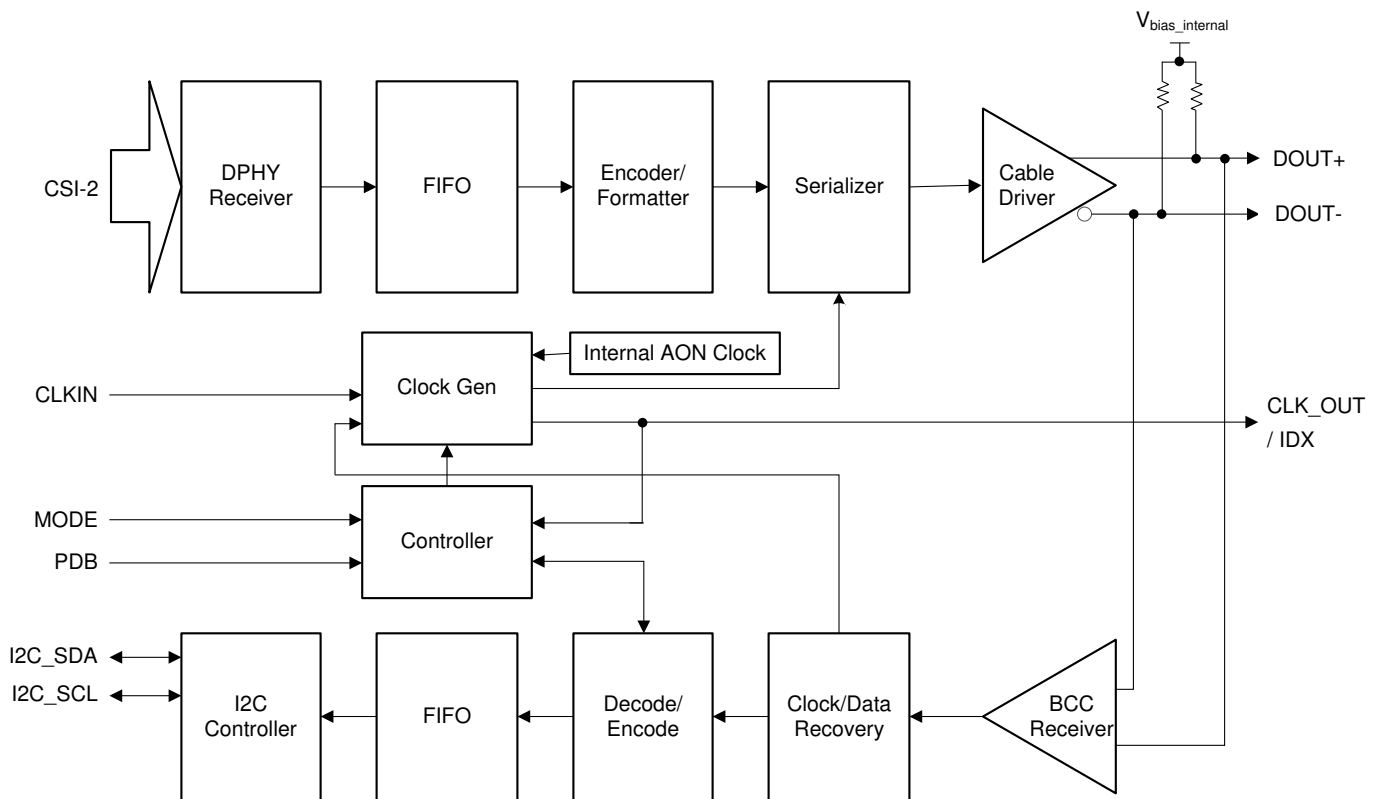 Vbias_internal
CSI-2
DPHY
Receiver
FIFO
Encoder/
Formatter
Serializer
Cable
Driver
DOUT+
DOUT-
Internal AON Clock
Clock Gen
CLKIN
CLK_OUT
/ IDX
MODE
PDB
Controller
I2C_SDA
I2C_SCL
I2C
Controller
FIFO
Decode/
Encode
Clock/Data
Recovery
BCC
Receiver